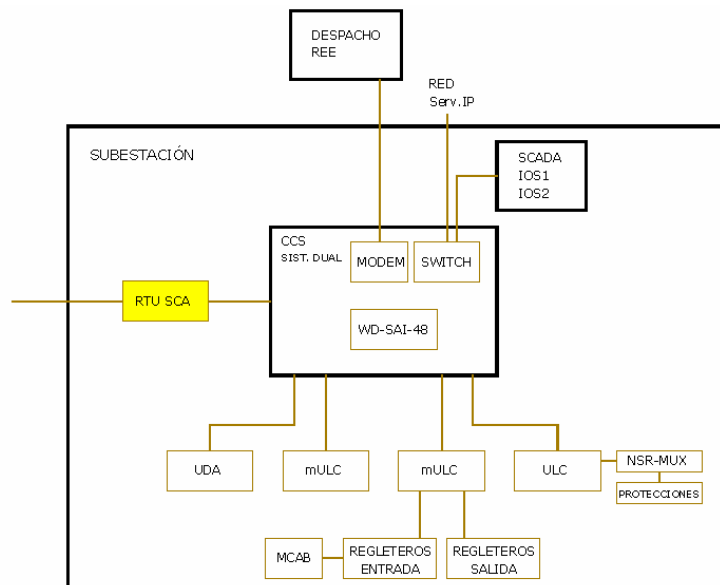 DESPACHO
REE
RED
Serv.IP
SUBESTACIÓN
SCADA
IOS1
IOS2
CCS
SIST. DUAL
MODEM
SWITCH
RTU SCA
WD-SAI-48
UDA
mULC
mULC
ULC
NSR-MUX
PROTECCIONES
MCAB
REGLETEROS
ENTRADA
REGLETEROS
SALIDA